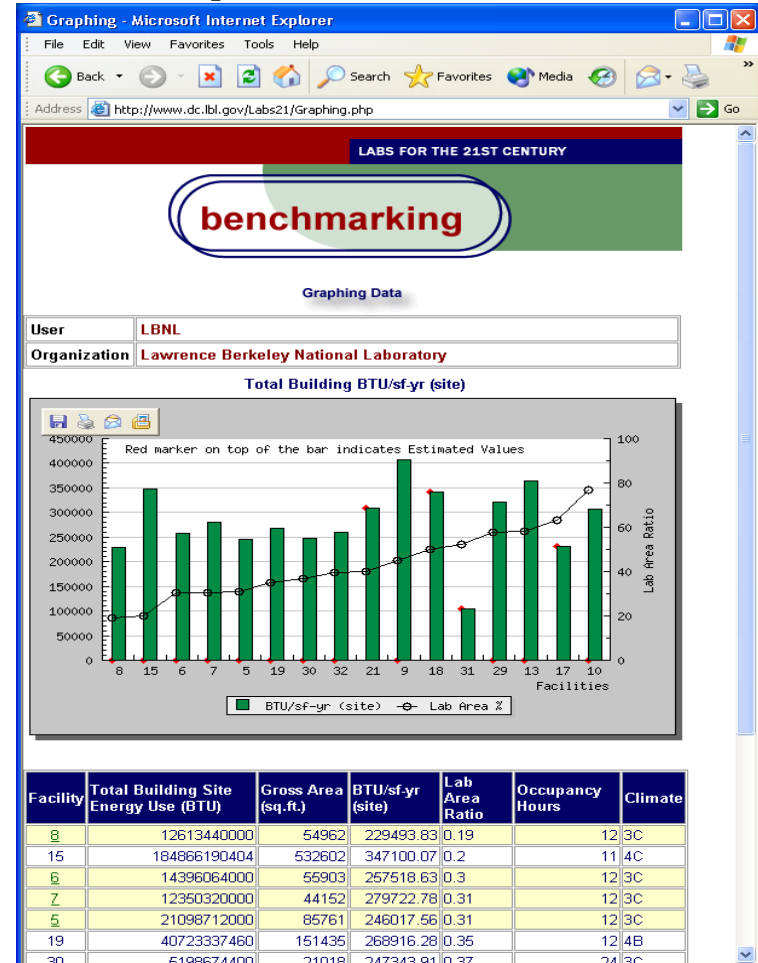 Graphing - Microsoft Internet Explorer
File Edit View Favorites Tools Help
Back Search Favorites Media »
Address http://www.dc.lbl.gov/Labs21/Graphing.php Go
LABS FOR THE 21ST CENTURY
benchmarking
Graphing Data
User LBNL
Organization Lawrence Berkeley National Laboratory
Total Building BTU/sf-yr (site)
Red marker on top of the bar indicates Estimated Values
450000
400000
350000
300000
250000
200000
150000
100000
50000
0
100
80
60
40
20
0
Lab Area Ratio
8 15 6 7 5 19 30 32 21 9 18 31 29 13 17 10
Facilities
BTU/sf-yr (site) Lab Area %
Facility Total Building Site Energy Use (BTU) Gross Area (sq.ft.) BTU/sf-yr (site) Lab Area Ratio Occupancy Hours Climate
8 12613440000 54962 229493.83 0.19 12 3C
15 184866190404 532602 347100.07 0.2 11 4C
6 14396064000 55903 257518.63 0.3 12 3C
7 12350320000 44152 279722.78 0.31 12 3C
5 21098712000 85761 246017.56 0.31 12 3C
19 40723337460 151435 268916.28 0.35 12 4B
30 5198674400 21018 247343.91 0.37 24 3C